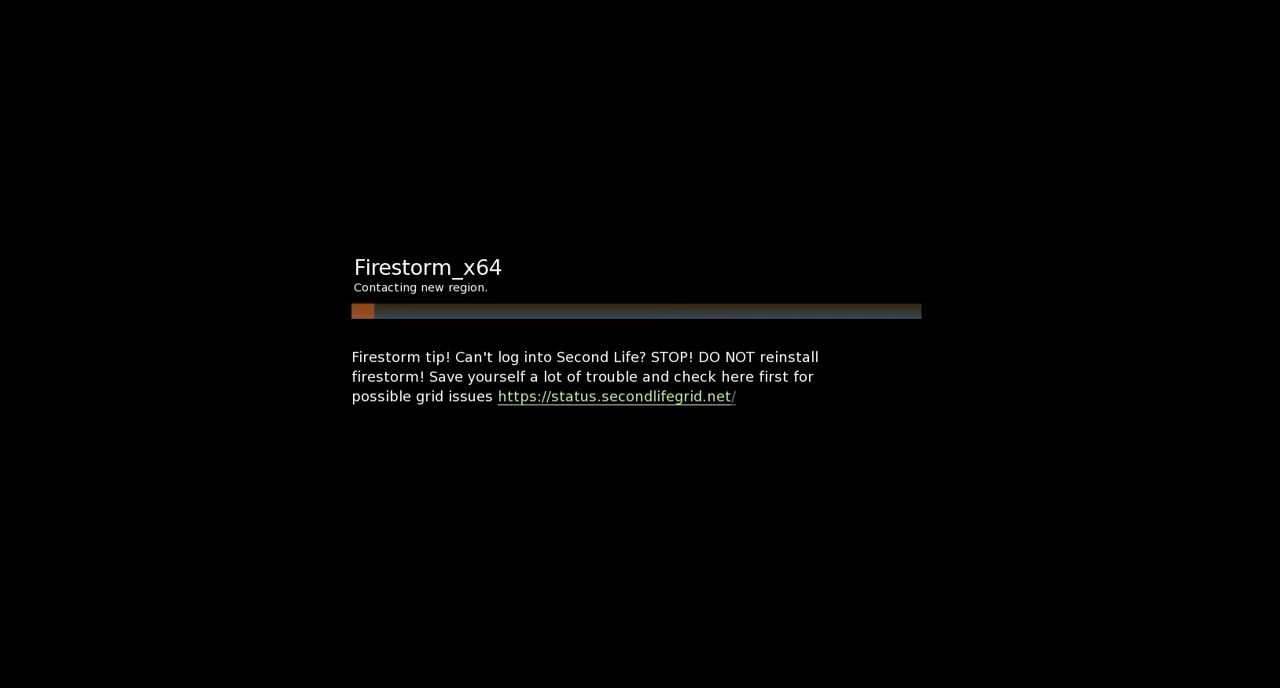 Firestorm_x64
Contacting new region.
Firestorm tip! Can't log into Second Life? STOP! DO NOT reinstall
firestorm! Save yourself a lot of trouble and check here first for
possible grid issues https://status.secondlifegrid.net/